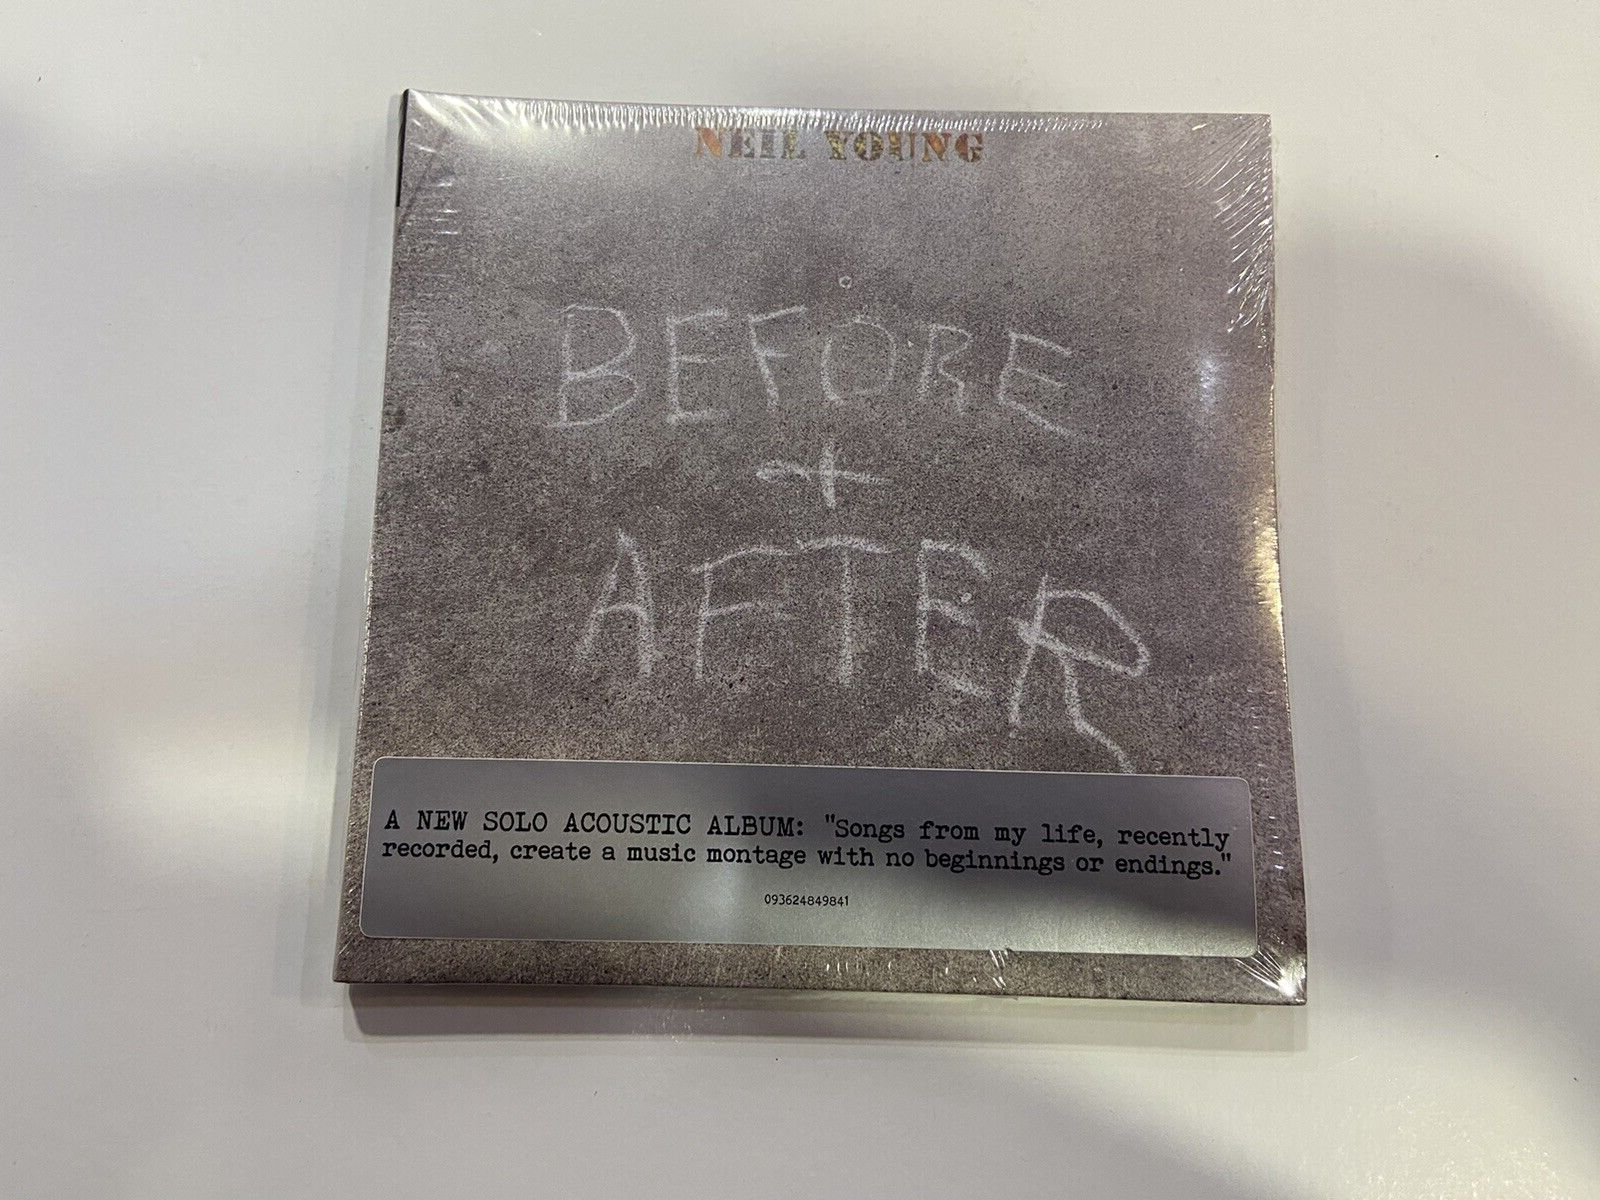 NEIL YOUNG
BEFORE
+
AFTER
A NEW SOLO ACOUSTIC ALBUM: "Songs from my life, recently
recorded, create a music montage with no beginnings or endings."
093624849841